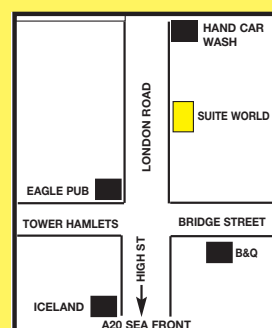 HAND CAR
WASH
LONDON ROAD
SUITE WORLD
EAGLE PUB
TOWER HAMLETS
BRIDGE STREET
HIGH ST
B&Q
ICELAND
A20 SEA FRONT